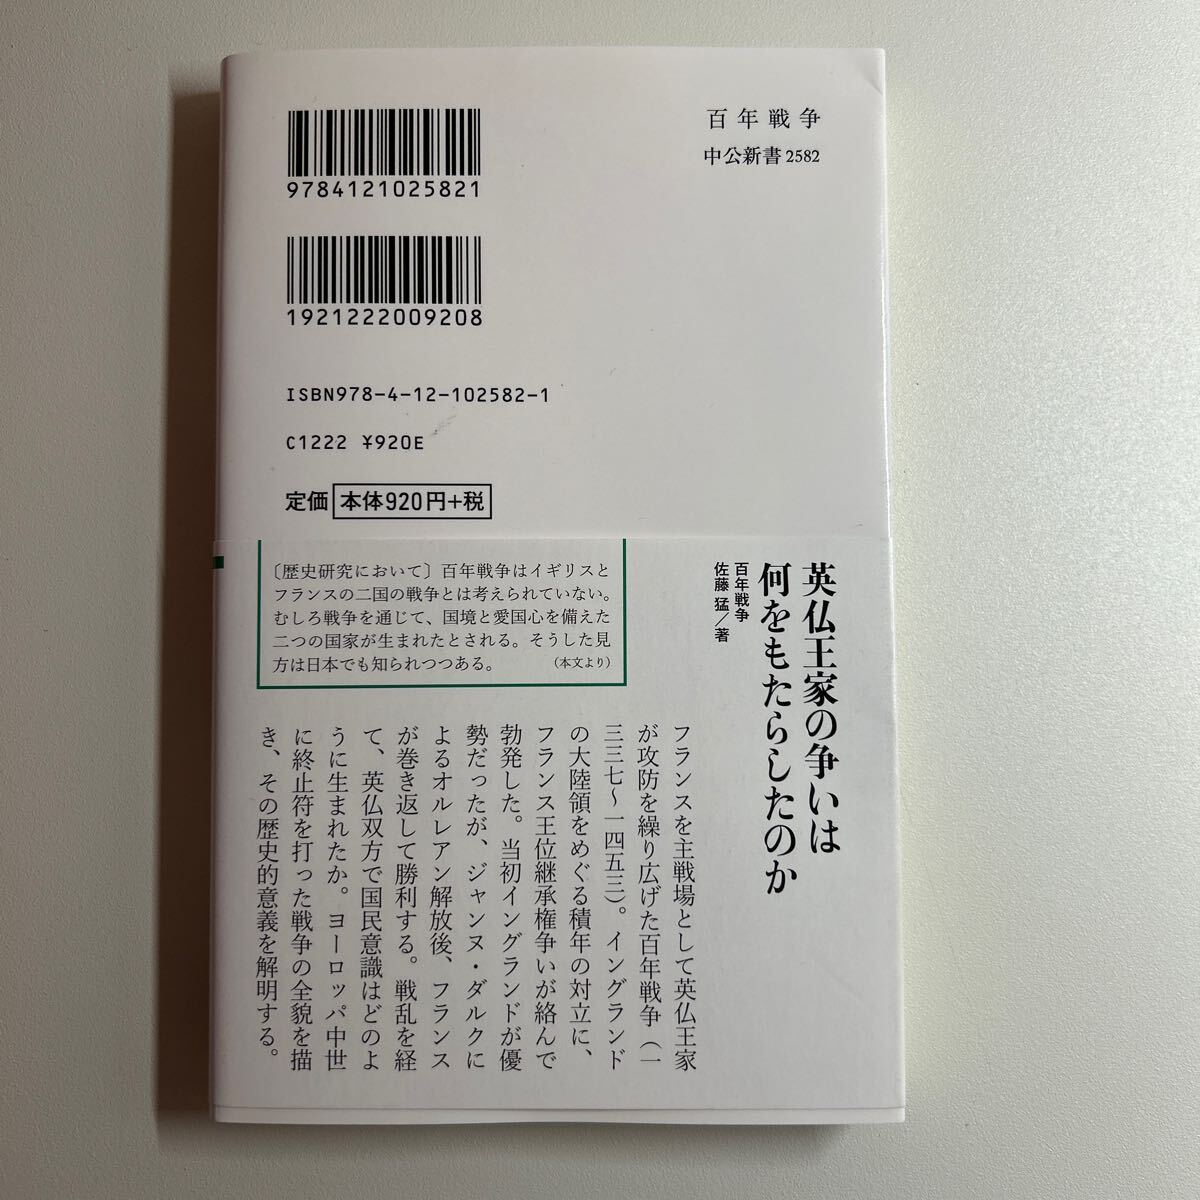 百年戦争
中公新書 2582
9784121025821
1921222009208
ISBN978-4-12-102582-1
C1222 ¥920E
定価 本体920円+税
〔歴史研究において〕百年戦争はイギリスと
フランスの二国の戦争とは考えられていない。
むしろ戦争を通じて、国境と愛国心を備えた
二つの国家が生まれたとされる。そうした見
方は日本でも知られつつある。 (本文より)
英仏王家の争いは
何をもたらしたのか
百年戦争
佐藤 猛／著
フランスを主戦場として英仏王家
が攻防を繰り広げた百年戦争（一
三三七〜一四五三）。イングランド
の大陸領をめぐる積年の対立に、
フランス王位継承権争いが絡んで
勃発した。当初イングランドが優
勢だったが、ジャンヌ・ダルクに
よるオルレアン解放後、フランス
が巻き返して勝利する。戦乱を経
て、英仏双方で国民意識はどのよ
うに生まれたか。ヨーロッパ中世
に終止符を打った戦争の全貌を描
き、その歴史的意義を解明する。